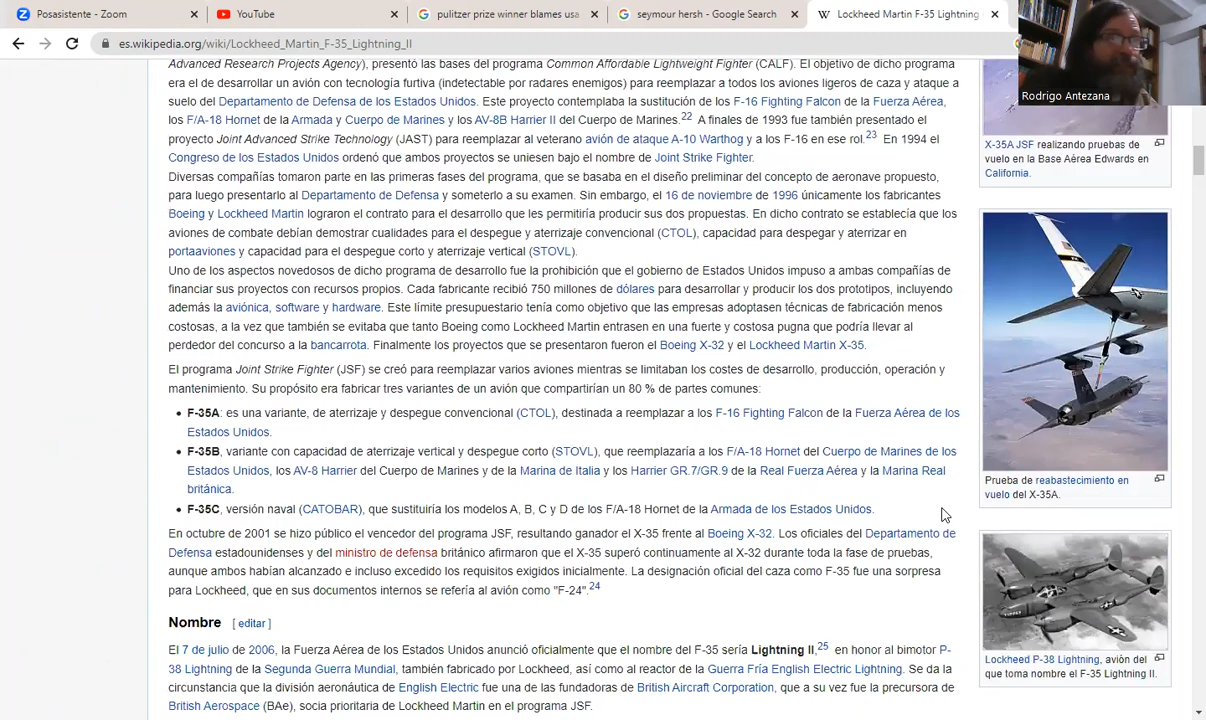 Posasistente - Zoom
YouTube
pulitzer prize winner blames usa
seymour hersh - Google Search
Lockheed Martin F-35 Lightning
es.wikipedia.org/wiki/Lockheed_Martin_F-35_Lightning_II
Rodrigo Antezana
Advanced Research Projects Agency), presentó las bases del programa Common Affordable Lightweight Fighter (CALF). El objetivo de dicho programa
era el de desarrollar un avión con tecnología furtiva (indetectable por radares enemigos) para reemplazar a todos los aviones ligeros de caza y ataque a
suelo del Departamento de Defensa de los Estados Unidos. Este proyecto contemplaba la sustitución de los F-16 Fighting Falcon de la Fuerza Aérea,
los F/A-18 Hornet de la Armada y Cuerpo de Marines y los AV-8B Harrier II del Cuerpo de Marines.22 A finales de 1993 fue también presentado el
proyecto Joint Advanced Strike Technology (JAST) para reemplazar al veterano avión de ataque A-10 Warthog y a los F-16 en ese rol.23 En 1994 el
Congreso de los Estados Unidos ordenó que ambos proyectos se uniesen bajo el nombre de Joint Strike Fighter.
Diversas compañías tomaron parte en las primeras fases del programa, que se basaba en el diseño preliminar del concepto de aeronave propuesto,
para luego presentarlo al Departamento de Defensa y someterlo a su examen. Sin embargo, el 16 de noviembre de 1996 únicamente los fabricantes
Boeing y Lockheed Martin lograron el contrato para el desarrollo que les permitiría producir sus dos propuestas. En dicho contrato se establecía que los
aviones de combate debían demostrar cualidades para el despegue y aterrizaje convencional (CTOL), capacidad para despegar y aterrizar en
portaaviones y capacidad para el despegue corto y aterrizaje vertical (STOVL).
Uno de los aspectos novedosos de dicho programa de desarrollo fue la prohibición que el gobierno de Estados Unidos impuso a ambas compañías de
financiar sus proyectos con recursos propios. Cada fabricante recibió 750 millones de dólares para desarrollar y producir los dos prototipos, incluyendo
además la aviónica, software y hardware. Este límite presupuestario tenía como objetivo que las empresas adoptasen técnicas de fabricación menos
costosas, a la vez que también se evitaba que tanto Boeing como Lockheed Martin entrasen en una fuerte y costosa pugna que podría llevar al
perdedor del concurso a la bancarrota. Finalmente los proyectos que se presentaron fueron el Boeing X-32 y el Lockheed Martin X-35.
El programa Joint Strike Fighter (JSF) se creó para reemplazar varios aviones mientras se limitaban los costes de desarrollo, producción, operación y
mantenimiento. Su propósito era fabricar tres variantes de un avión que compartirían un 80 % de partes comunes:
• F-35A: es una variante, de aterrizaje y despegue convencional (CTOL), destinada a reemplazar a los F-16 Fighting Falcon de la Fuerza Aérea de los
Estados Unidos.
• F-35B, variante con capacidad de aterrizaje vertical y despegue corto (STOVL), que reemplazaría a los F/A-18 Hornet del Cuerpo de Marines de los
Estados Unidos, los AV-8 Harrier del Cuerpo de Marines y de la Marina de Italia y los Harrier GR.7/GR.9 de la Real Fuerza Aérea y la Marina Real
británica.
• F-35C, versión naval (CATOBAR), que sustituiría los modelos A, B, C y D de los F/A-18 Hornet de la Armada de los Estados Unidos.
En octubre de 2001 se hizo público el vencedor del programa JSF, resultando ganador el X-35 frente al Boeing X-32. Los oficiales del Departamento de
Defensa estadounidenses y del ministro de defensa británico afirmaron que el X-35 superó continuamente al X-32 durante toda la fase de pruebas,
aunque ambos habían alcanzado e incluso excedido los requisitos exigidos inicialmente. La designación oficial del caza como F-35 fue una sorpresa
para Lockheed, que en sus documentos internos se refería al avión como "F-24".24
Nombre [ editar ]
El 7 de julio de 2006, la Fuerza Aérea de los Estados Unidos anunció oficialmente que el nombre del F-35 sería Lightning II,25 en honor al bimotor P-
38 Lightning de la Segunda Guerra Mundial, también fabricado por Lockheed, así como al reactor de la Guerra Fría English Electric Lightning. Se da la
circunstancia que la división aeronáutica de English Electric fue una de las fundadoras de British Aircraft Corporation, que a su vez fue la precursora de
British Aerospace (BAe), socia prioritaria de Lockheed Martin en el programa JSF.
X-35A JSF realizando pruebas de
vuelo en la Base Aérea Edwards en
California.
Prueba de reabastecimiento en
vuelo del X-35A.
Lockheed P-38 Lightning, avión del
que toma nombre el F-35 Lightning II.